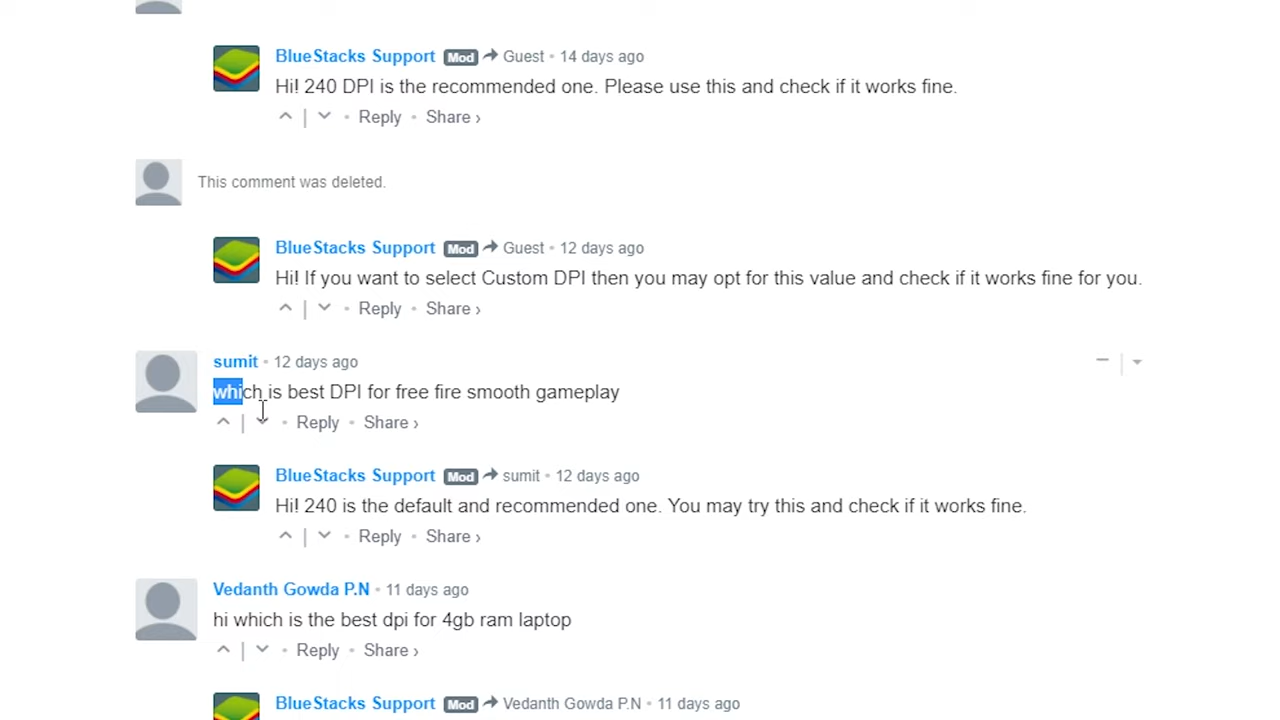 BlueStacks Support Mod Guest • 14 days ago
Hi! 240 DPI is the recommended one. Please use this and check if it works fine.
• Reply • Share ›
This comment was deleted.
BlueStacks Support Mod Guest • 12 days ago
Hi! If you want to select Custom DPI then you may opt for this value and check if it works fine for you.
• Reply • Share ›
sumit • 12 days ago
which is best DPI for free fire smooth gameplay
• Reply • Share ›
BlueStacks Support Mod sumit • 12 days ago
Hi! 240 is the default and recommended one. You may try this and check if it works fine.
• Reply • Share ›
Vedanth Gowda P.N • 11 days ago
hi which is the best dpi for 4gb ram laptop
• Reply • Share ›
BlueStacks Support Mod Vedanth Gowda P.N • 11 days ago